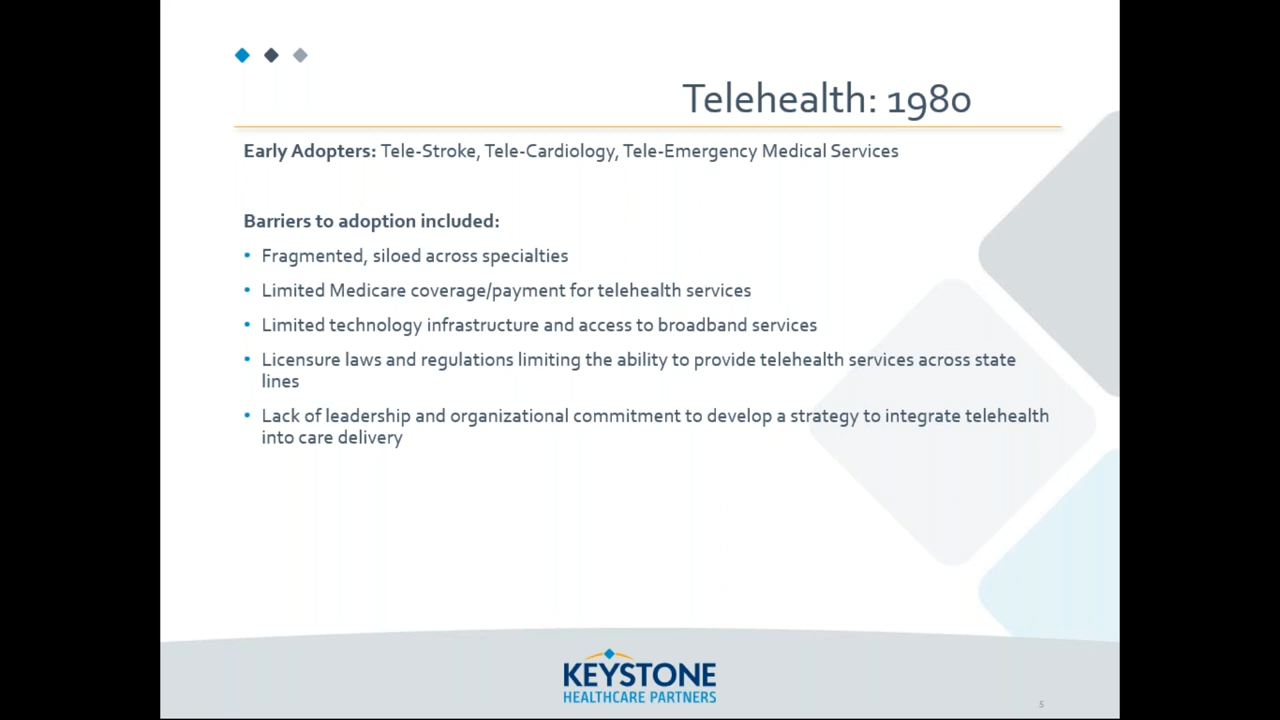 Telehealth: 1980
Early Adopters: Tele-Stroke, Tele-Cardiology, Tele-Emergency Medical Services
Barriers to adoption included:
• Fragmented, siloed across specialties
• Limited Medicare coverage/payment for telehealth services
• Limited technology infrastructure and access to broadband services
• Licensure laws and regulations limiting the ability to provide telehealth services across state
lines
• Lack of leadership and organizational commitment to develop a strategy to integrate telehealth
into care delivery
KEYSTONE
HEALTHCARE PARTNERS
5